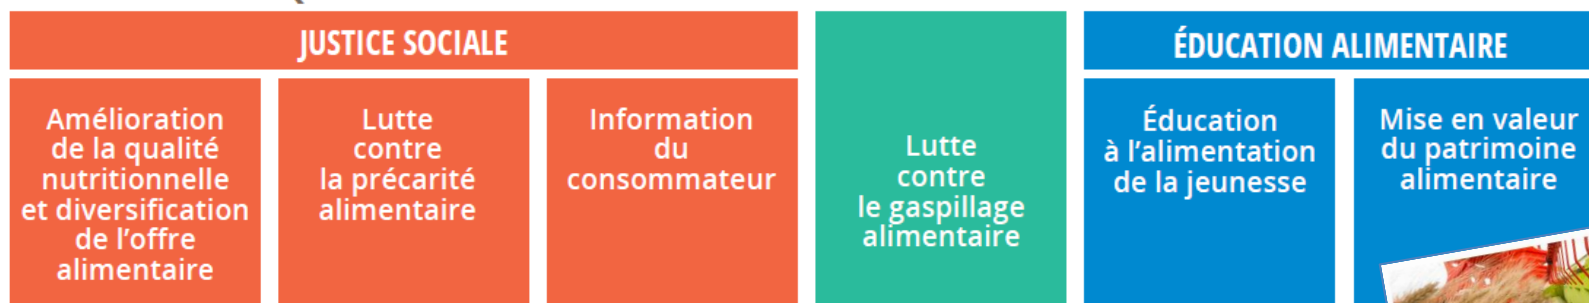 JUSTICE SOCIALE
Amélioration
de la qualité
nutritionnelle
et diversification
de l'offre
alimentaire
Lutte
contre
la précarité
alimentaire
Information
du
consommateur
Lutte
contre
le gaspillage
alimentaire
ÉDUCATION ALIMENTAIRE
Éducation
à l'alimentation
de la jeunesse
Mise en valeur
du patrimoine
alimentaire